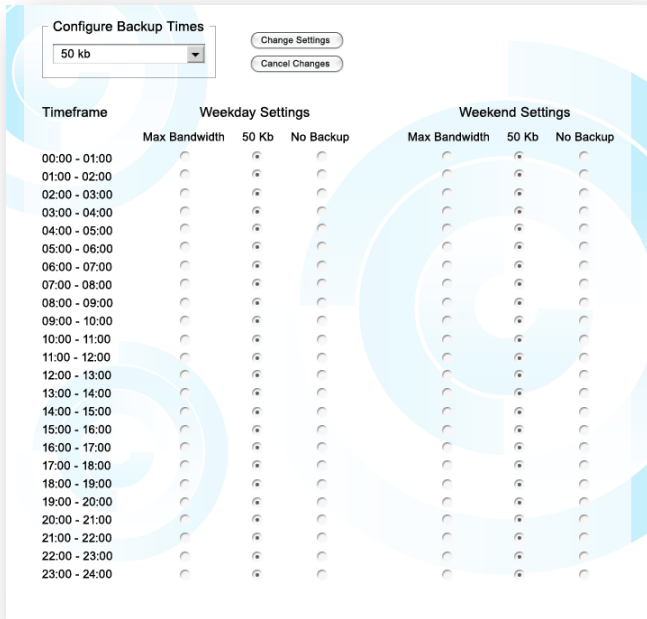 Configure Backup Times
50 kb
Change Settings
Cancel Changes
Timeframe Weekday Settings Weekend Settings
Max Bandwidth 50 Kb No Backup Max Bandwidth 50 Kb No Backup
00:00 - 01:00
01:00 - 02:00
02:00 - 03:00
03:00 - 04:00
04:00 - 05:00
05:00 - 06:00
06:00 - 07:00
07:00 - 08:00
08:00 - 09:00
09:00 - 10:00
10:00 - 11:00
11:00 - 12:00
12:00 - 13:00
13:00 - 14:00
14:00 - 15:00
15:00 - 16:00
16:00 - 17:00
17:00 - 18:00
18:00 - 19:00
19:00 - 20:00
20:00 - 21:00
21:00 - 22:00
22:00 - 23:00
23:00 - 24:00